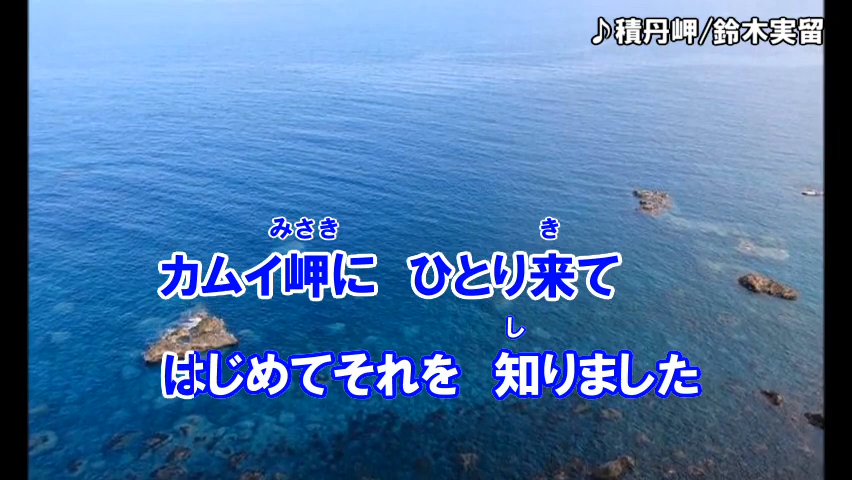 ♪積丹岬/鈴木実留
みさき き
カムイ岬に ひとり来て
し
はじめてそれを 知りました